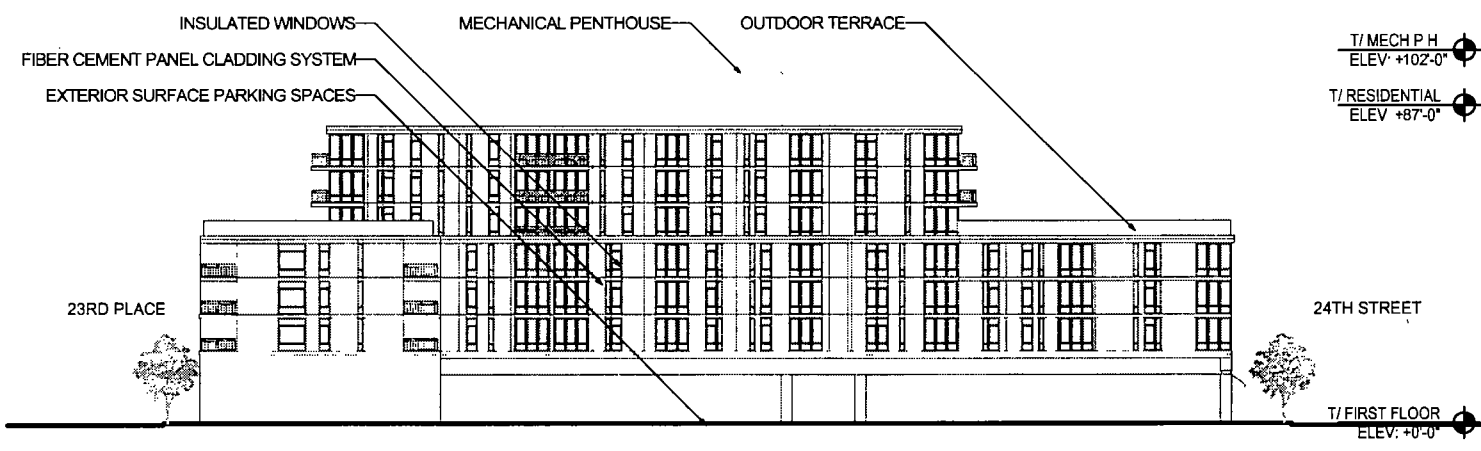 INSULATED WINDOWS
MECHANICAL PENTHOUSE
OUTDOOR TERRACE
FIBER CEMENT PANEL CLADDING SYSTEM
EXTERIOR SURFACE PARKING SPACES
T/ MECH P H
ELEV: +102'-0"
T/ RESIDENTIAL
ELEV +87'-0"
23RD PLACE
24TH STREET
T/ FIRST FLOOR
ELEV: +0'-0"